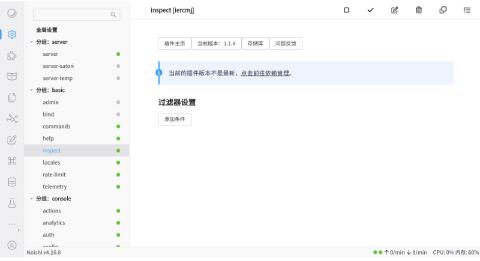 inspect [iercmj]
全局设置
分组：server
server
server-satori
server-temp
分组：basic
admin
bind
commands
help
inspect
locales
rate-limit
telemetry
分组：console
actions
analytics
auth
config
插件主页 当前版本：1.1.4 存储库 问题反馈
当前的插件版本不是最新，点击前往依赖管理。
过滤器设置
添加条件
Koishi v4.16.8
↑ 0/min ↓ 0/min CPU: 0% 内存: 60%